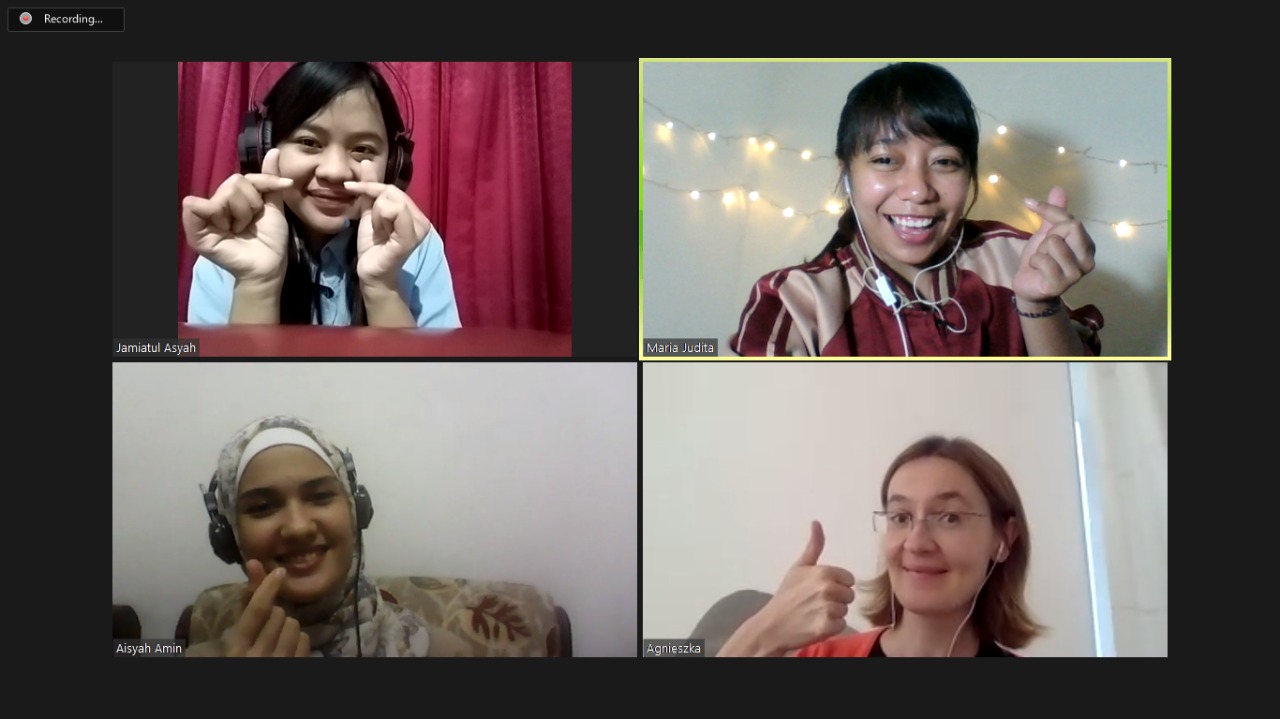 Recording...
Jamiatul Asyah
Maria Judita
Aisyah Amin
Agnieszka